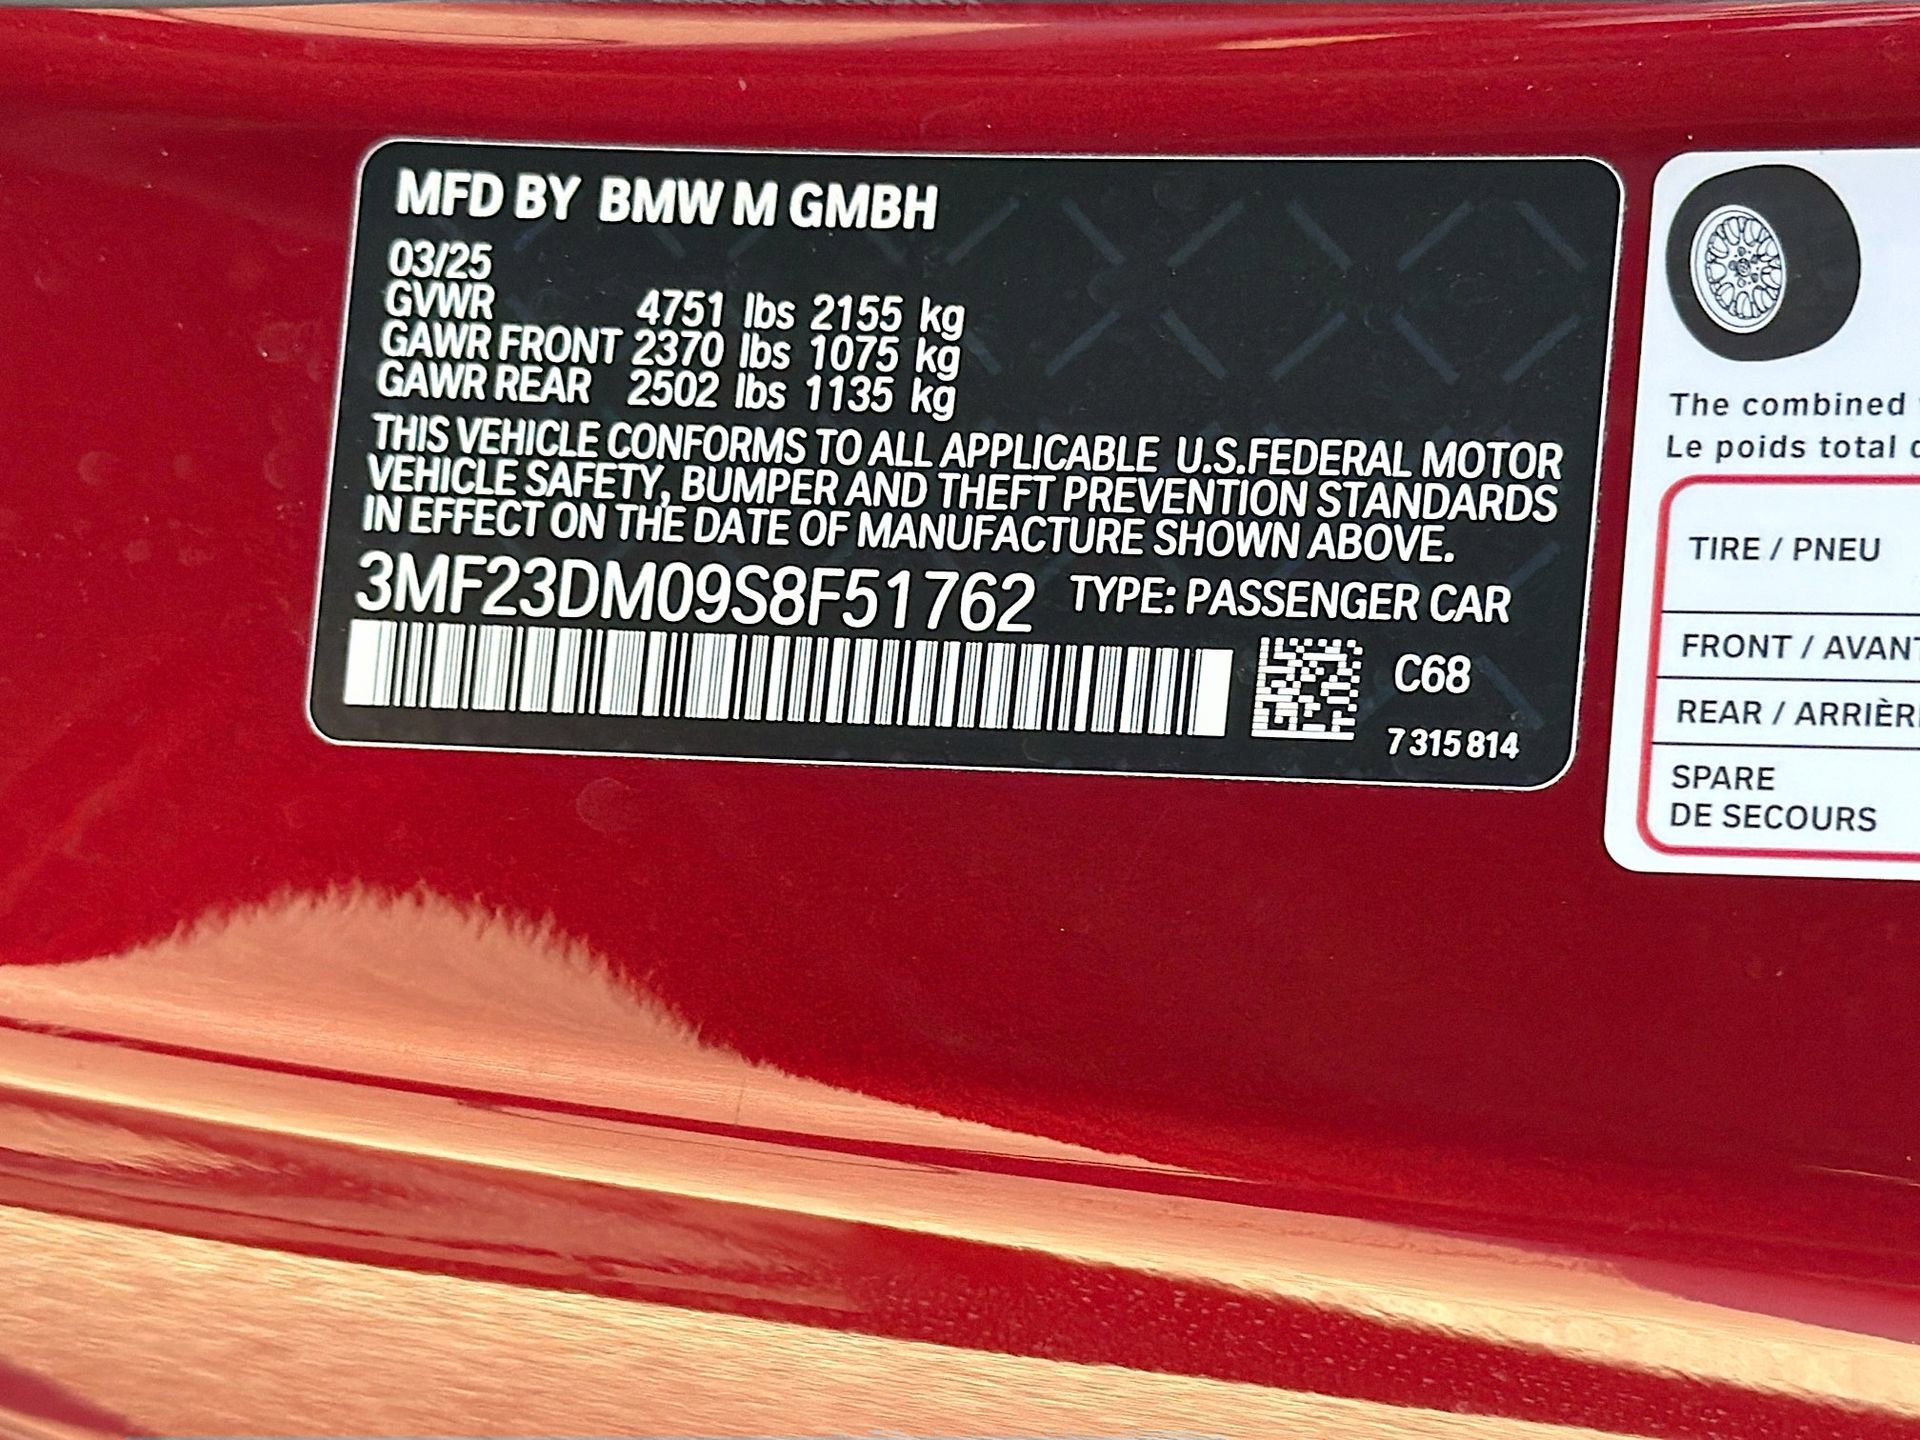 MFD BY BMW M GMBH
03/25
GVWR 4751 lbs 2155 kg
GAWR FRONT 2370 lbs 1075 kg
GAWR REAR 2502 lbs 1135 kg
THIS VEHICLE CONFORMS TO ALL APPLICABLE U.S.FEDERAL MOTOR
VEHICLE SAFETY, BUMPER AND THEFT PREVENTION STANDARDS
IN EFFECT ON THE DATE OF MANUFACTURE SHOWN ABOVE.
3MF23DM09S8F51762 TYPE: PASSENGER CAR
C68
7 315 814
The combined
Le poids total
TIRE / PNEU
FRONT / AVANT
REAR / ARRIÈR
SPARE
DE SECOURS